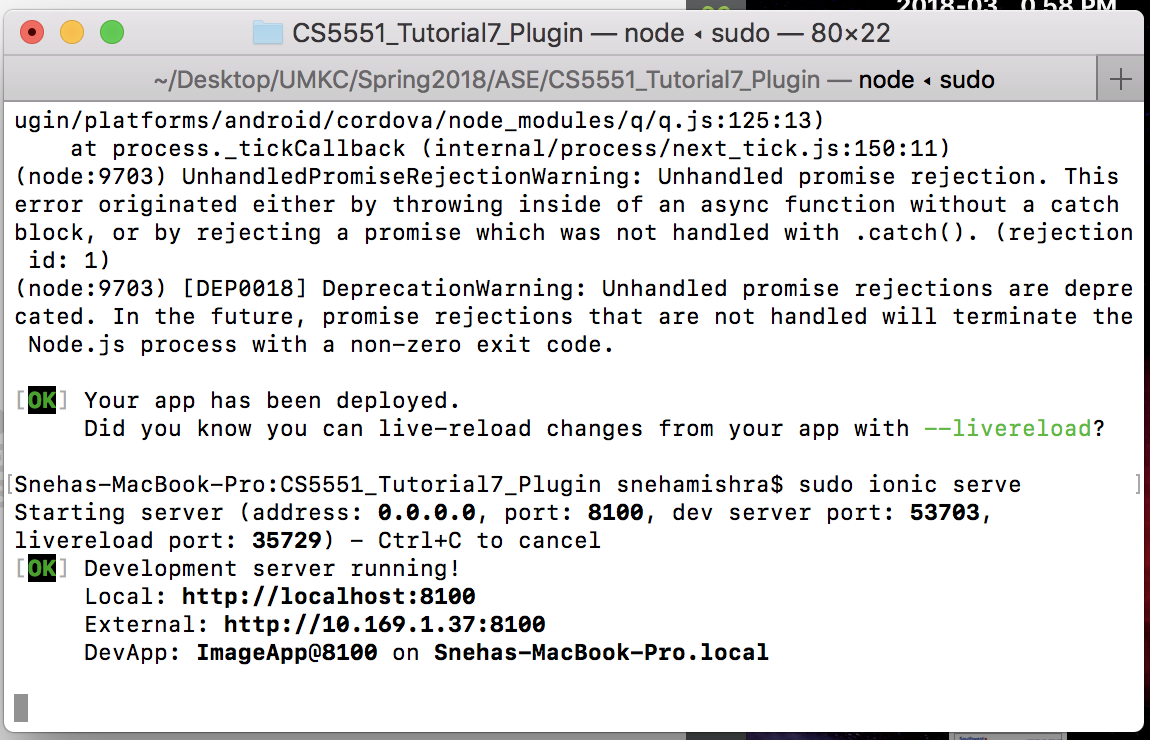 2018-03 0.58 PM
CS5551_Tutorial7_Plugin — node ◂ sudo — 80×22
~/Desktop/UMKC/Spring2018/ASE/CS5551_Tutorial7_Plugin — node ◂ sudo
ugin/platforms/android/cordova/node_modules/q/q.js:125:13)
    at process._tickCallback (internal/process/next_tick.js:150:11)
(node:9703) UnhandledPromiseRejectionWarning: Unhandled promise rejection. This
error originated either by throwing inside of an async function without a catch
block, or by rejecting a promise which was not handled with .catch(). (rejection
 id: 1)
(node:9703) [DEP0018] DeprecationWarning: Unhandled promise rejections are depre
cated. In the future, promise rejections that are not handled will terminate the
 Node.js process with a non-zero exit code.
[OK] Your app has been deployed.
     Did you know you can live-reload changes from your app with --livereload?
[Snehas-MacBook-Pro:CS5551_Tutorial7_Plugin snehamishra$ sudo ionic serve ]
Starting server (address: 0.0.0.0, port: 8100, dev server port: 53703,
livereload port: 35729) - Ctrl+C to cancel
[OK] Development server running!
     Local: http://localhost:8100
     External: http://10.169.1.37:8100
     DevApp: ImageApp@8100 on Snehas-MacBook-Pro.local